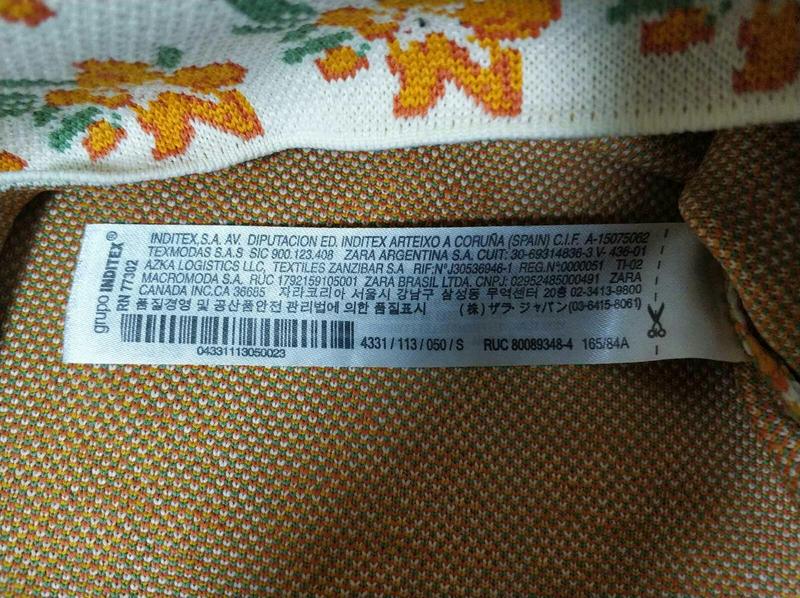 grupo INDITEX®
RN 77302
INDITEX,S.A. AV. DIPUTACION ED. INDITEX ARTEIXO A CORUÑA (SPAIN) C.I.F. A-15075062
TEXMODAS S.A.S SIC 900.123.408 ZARA ARGENTINA S.A. CUIT: 30-69314836-3 V- 436-01
AZKA LOGISTICS LLC, TEXTILES ZANZIBAR S.A RIF:N°J30536946-1 REG.N°0000051 TI-02
MACROMODA S.A. RUC 1792159105001 ZARA BRASIL LTDA. CNPJ: 02952485000491 ZARA
CANADA INC.CA 38685 자라코리아 서울시 강남구 삼성동 무역센터 20층 02-3413-9800
품질경영 및 공산품안전 관리법에 의한 품질표시 (株) ザラ・ジャパン(03-6415-8061)
4331 / 113 / 050 / S RUC 80089348-4 165/84A
04331113050023